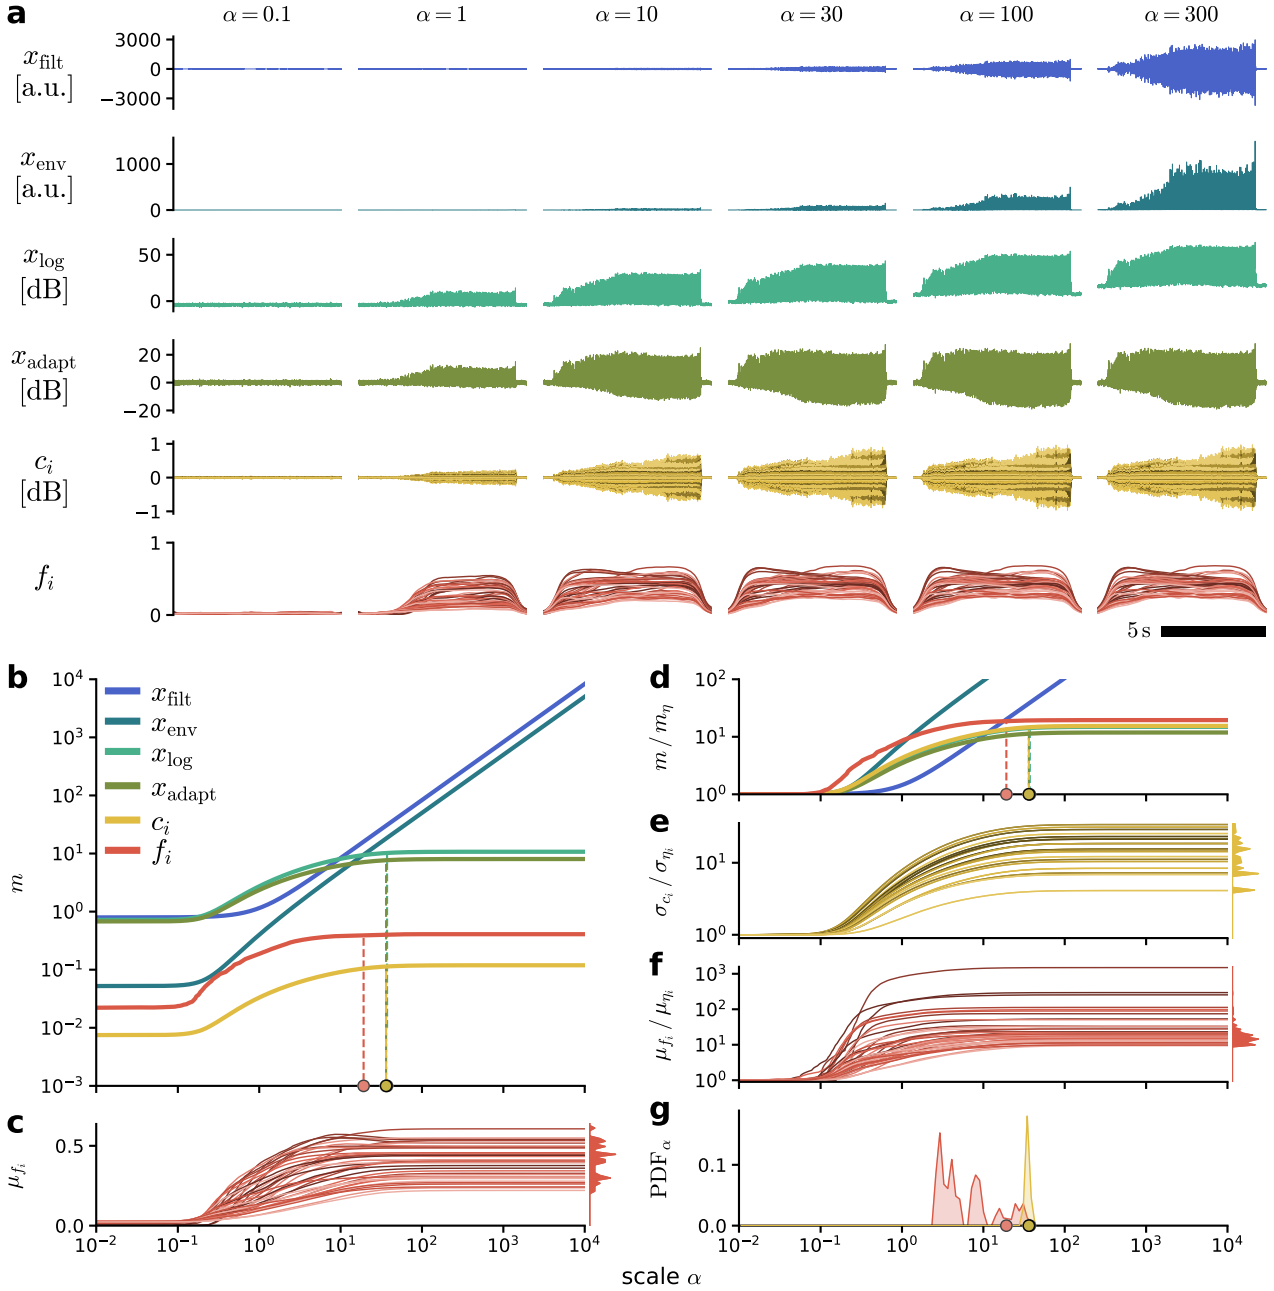 a
α = 0.1 α = 1 α = 10 α = 30 α = 100 α = 300
x_filt
[a.u.]
3000
0
−3000
x_env
[a.u.]
1000
0
x_log
[dB]
50
0
x_adapt
[dB]
20
0
−20
c_i
[dB]
1
0
−1
f_i
1
0
5 s
b
m
10^4
10^3
10^2
10^1
10^0
10^−1
10^−2
10^−3
x_filt
x_env
x_log
x_adapt
c_i
f_i
c
μ_f_i
0.5
0.0
10^−2 10^−1 10^0 10^1 10^2 10^3 10^4
d
m / m_η
10^2
10^1
10^0
e
σ_c_i / σ_η_i
10^1
10^0
f
μ_f_i / μ_η_i
10^3
10^2
10^1
10^0
g
PDF_α
0.1
0.0
10^−2 10^−1 10^0 10^1 10^2 10^3 10^4
scale α